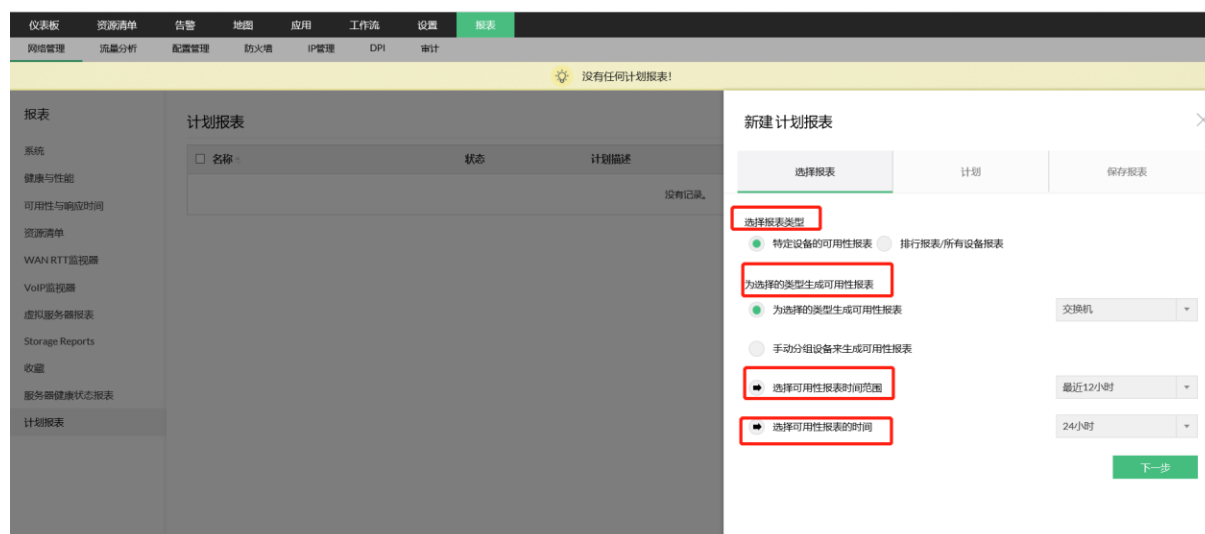 仪表板 资源清单 告警 地图 应用 工作流 设置 报表
网络管理 流量分析 配置管理 防火墙 IP管理 DPI 审计
没有任何计划报表!
报表
系统
健康与性能
可用性与响应时间
资源清单
WAN RTT监视器
VoIP监视器
虚拟服务器报表
Storage Reports
收藏
服务器健康状态报表
计划报表
计划报表
名称 状态 计划描述
没有记录。
新建 计划报表
选择报表 计划 保存报表
选择报表类型
特定设备的可用性报表 排行报表/所有设备报表
为选择的类型生成可用性报表
为选择的类型生成可用性报表 交换机
手动分组设备来生成可用性报表
选择可用性报表时间范围 最近12小时
选择可用性报表的时间 24小时
下一步